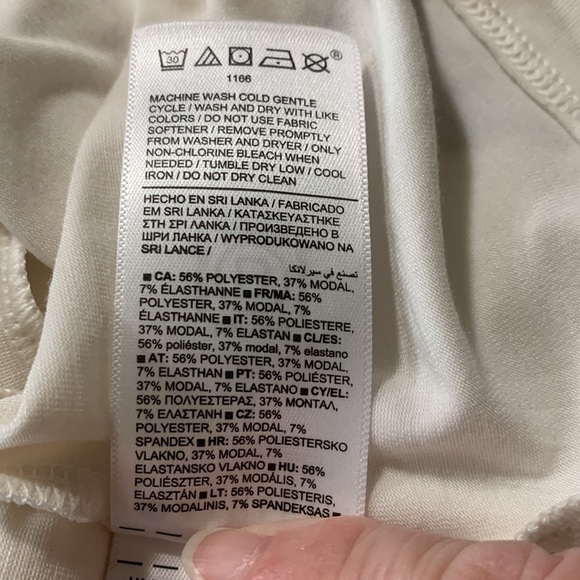 30 ®
1166
MACHINE WASH COLD GENTLE
CYCLE / WASH AND DRY WITH LIKE
COLORS / DO NOT USE FABRIC
SOFTENER / REMOVE PROMPTLY
FROM WASHER AND DRYER / ONLY
NON-CHLORINE BLEACH WHEN
NEEDED / TUMBLE DRY LOW / COOL
IRON / DO NOT DRY CLEAN
HECHO EN SRI LANKA / FABRICADO
EM SRI LANKA / ΚΑΤΑΣΚΕΥΑΣΤΗΚΕ
ΣΤΗ ΣΡΙ ΛΑΝΚΑ / ПРОИЗВЕДЕНО В
ШРИ ЛАНКА / WYPRODUKOWANO NA
SRI LANCE /
تصنع في سيرلانكا
■ CA: 56% POLYESTER, 37% MODAL,
7% ÉLASTHANNE ■ FR/MA: 56%
POLYESTER, 37% MODAL, 7%
ÉLASTHANNE ■ IT: 56% POLIESTERE,
37% MODAL, 7% ELASTAN ■ CL/ES:
56% poliéster, 37% modal, 7% elastano
■ AT: 56% POLYESTER, 37% MODAL,
7% ELASTHAN ■ PT: 56% POLIÉSTER,
37% MODAL, 7% ELASTANO ■ CY/EL:
56% ΠΟΛΥΕΣΤΕΡΑΣ, 37% ΜΟΝΤΑΛ,
7% ΕΛΑΣΤΑΝΗ ■ CZ: 56%
POLYESTER, 37% MODAL, 7%
SPANDEX ■ HR: 56% POLIESTERSKO
VLAKNO, 37% MODAL, 7%
ELASTANSKO VLAKNO ■ HU: 56%
POLIÉSZTER, 37% MODÁLIS, 7%
ELASZTÁN ■ LT: 56% POLIESTERIS,
37% MODALINIS, 7% SPANDEKSAS ■